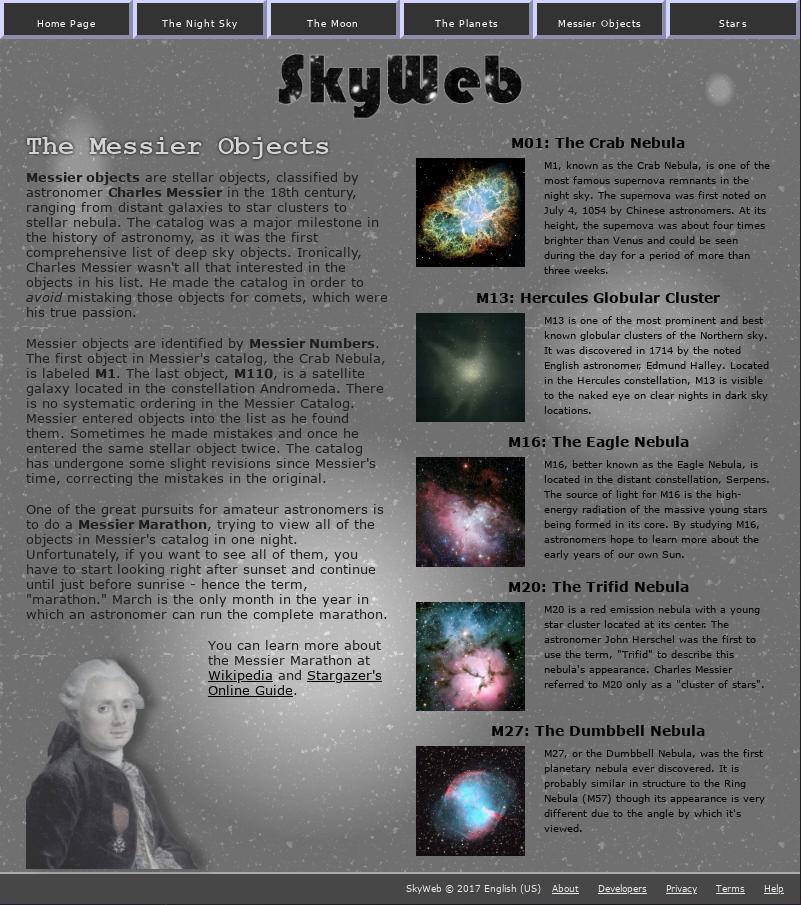 Home Page
The Night Sky
The Moon
The Planets
Messier Objects
Stars
SkyWeb
The Messier Objects
Messier objects are stellar objects, classified by
astronomer Charles Messier in the 18th century,
ranging from distant galaxies to star clusters to
stellar nebula. The catalog was a major milestone in
the history of astronomy, as it was the first
comprehensive list of deep sky objects. Ironically,
Charles Messier wasn't all that interested in the
objects in his list. He made the catalog in order to
avoid mistaking those objects for comets, which were
his true passion.
Messier objects are identified by Messier Numbers.
The first object in Messier's catalog, the Crab Nebula,
is labeled M1. The last object, M110, is a satellite
galaxy located in the constellation Andromeda. There
is no systematic ordering in the Messier Catalog.
Messier entered objects into the list as he found
them. Sometimes he made mistakes and once he
entered the same stellar object twice. The catalog
has undergone some slight revisions since Messier's
time, correcting the mistakes in the original.
One of the great pursuits for amateur astronomers is
to do a Messier Marathon, trying to view all of the
objects in Messier's catalog in one night.
Unfortunately, if you want to see all of them, you
have to start looking right after sunset and continue
until just before sunrise - hence the term,
"marathon." March is the only month in the year in
which an astronomer can run the complete marathon.
You can learn more about
the Messier Marathon at
Wikipedia and Stargazer's
Online Guide.
M01: The Crab Nebula
M1, known as the Crab Nebula, is one of the
most famous supernova remnants in the
night sky. The supernova was first noted on
July 4, 1054 by Chinese astronomers. At its
height, the supernova was about four times
brighter than Venus and could be seen
during the day for a period of more than
three weeks.
M13: Hercules Globular Cluster
M13 is one of the most prominent and best
known globular clusters of the Northern sky.
It was discovered in 1714 by the noted
English astronomer, Edmund Halley. Located
in the Hercules constellation, M13 is visible
to the naked eye on clear nights in dark sky
locations.
M16: The Eagle Nebula
M16, better known as the Eagle Nebula, is
located in the distant constellation, Serpens.
The source of light for M16 is the high-
energy radiation of the massive young stars
being formed in its core. By studying M16,
astronomers hope to learn more about the
early years of our own Sun.
M20: The Trifid Nebula
M20 is a red emission nebula with a young
star cluster located at its center. The
astronomer John Herschel was the first to
use the term, "Trifid" to describe this
nebula's appearance. Charles Messier
referred to M20 only as a "cluster of stars".
M27: The Dumbbell Nebula
M27, or the Dumbbell Nebula, was the first
planetary nebula ever discovered. It is
probably similar in structure to the Ring
Nebula (M57) though its appearance is very
different due to the angle by which it's
viewed.
SkyWeb © 2017 English (US) About Developers Privacy Terms Help